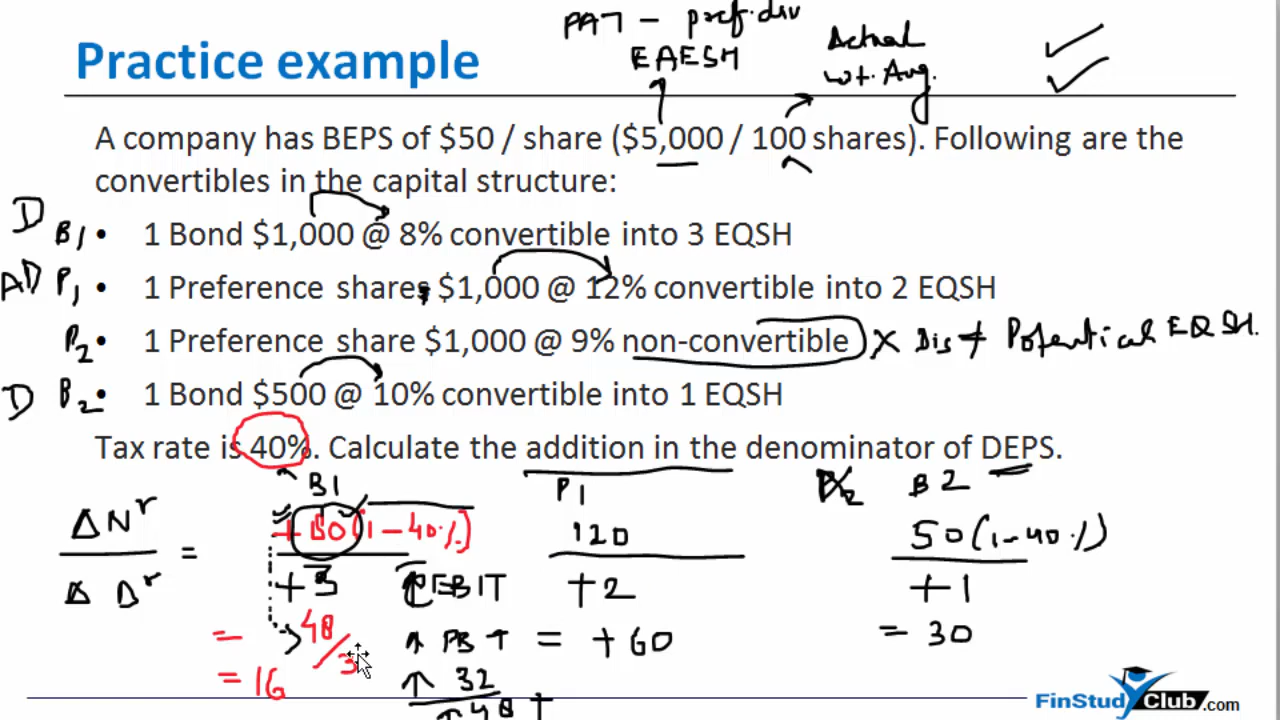 PAT - pref. div
Practice example
EAESH
Actual
wt. Avg.
A company has BEPS of $50 / share ($5,000 / 100 shares). Following are the
convertibles in the capital structure:
D B1 • 1 Bond $1,000 @ 8% convertible into 3 EQSH
AD P1 • 1 Preference share $1,000 @ 12% convertible into 2 EQSH
P2 • 1 Preference share $1,000 @ 9% non-convertible X Dis ≠ Potential EQSH.
D B2 • 1 Bond $500 @ 10% convertible into 1 EQSH
Tax rate is 40%. Calculate the addition in the denominator of DEPS.
B1 P1 B2
ΔNr = + 80 (1-40%) 120 50(1-40%)
ΔDr +3 ↑EBIT +2 +1
= 48/3 ↑ PBT = +60 = 30
= 16 ↑ 32
↑48
FinStudyClub.com